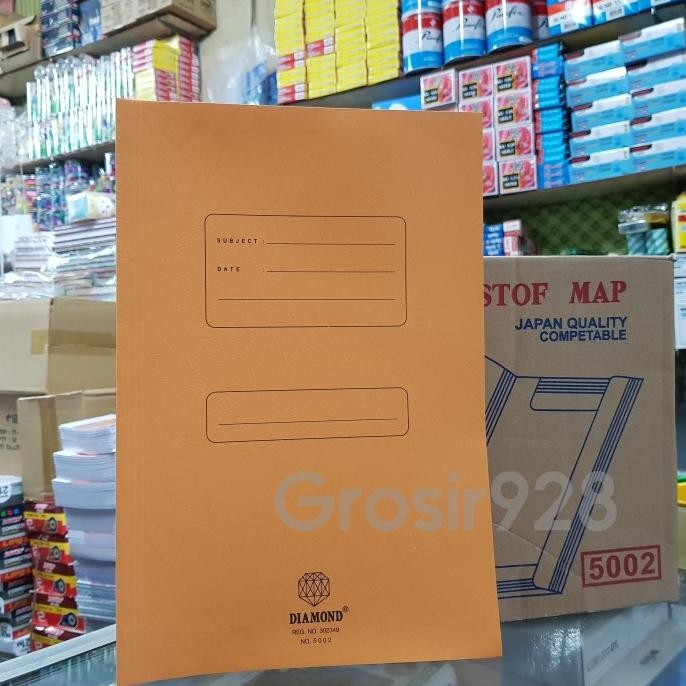 SUBJECT :
DATE :
DIAMOND®
REG. NO. 302349
NO. 5002
STOF MAP
JAPAN QUALITY
COMPETABLE
5002
Grosir928